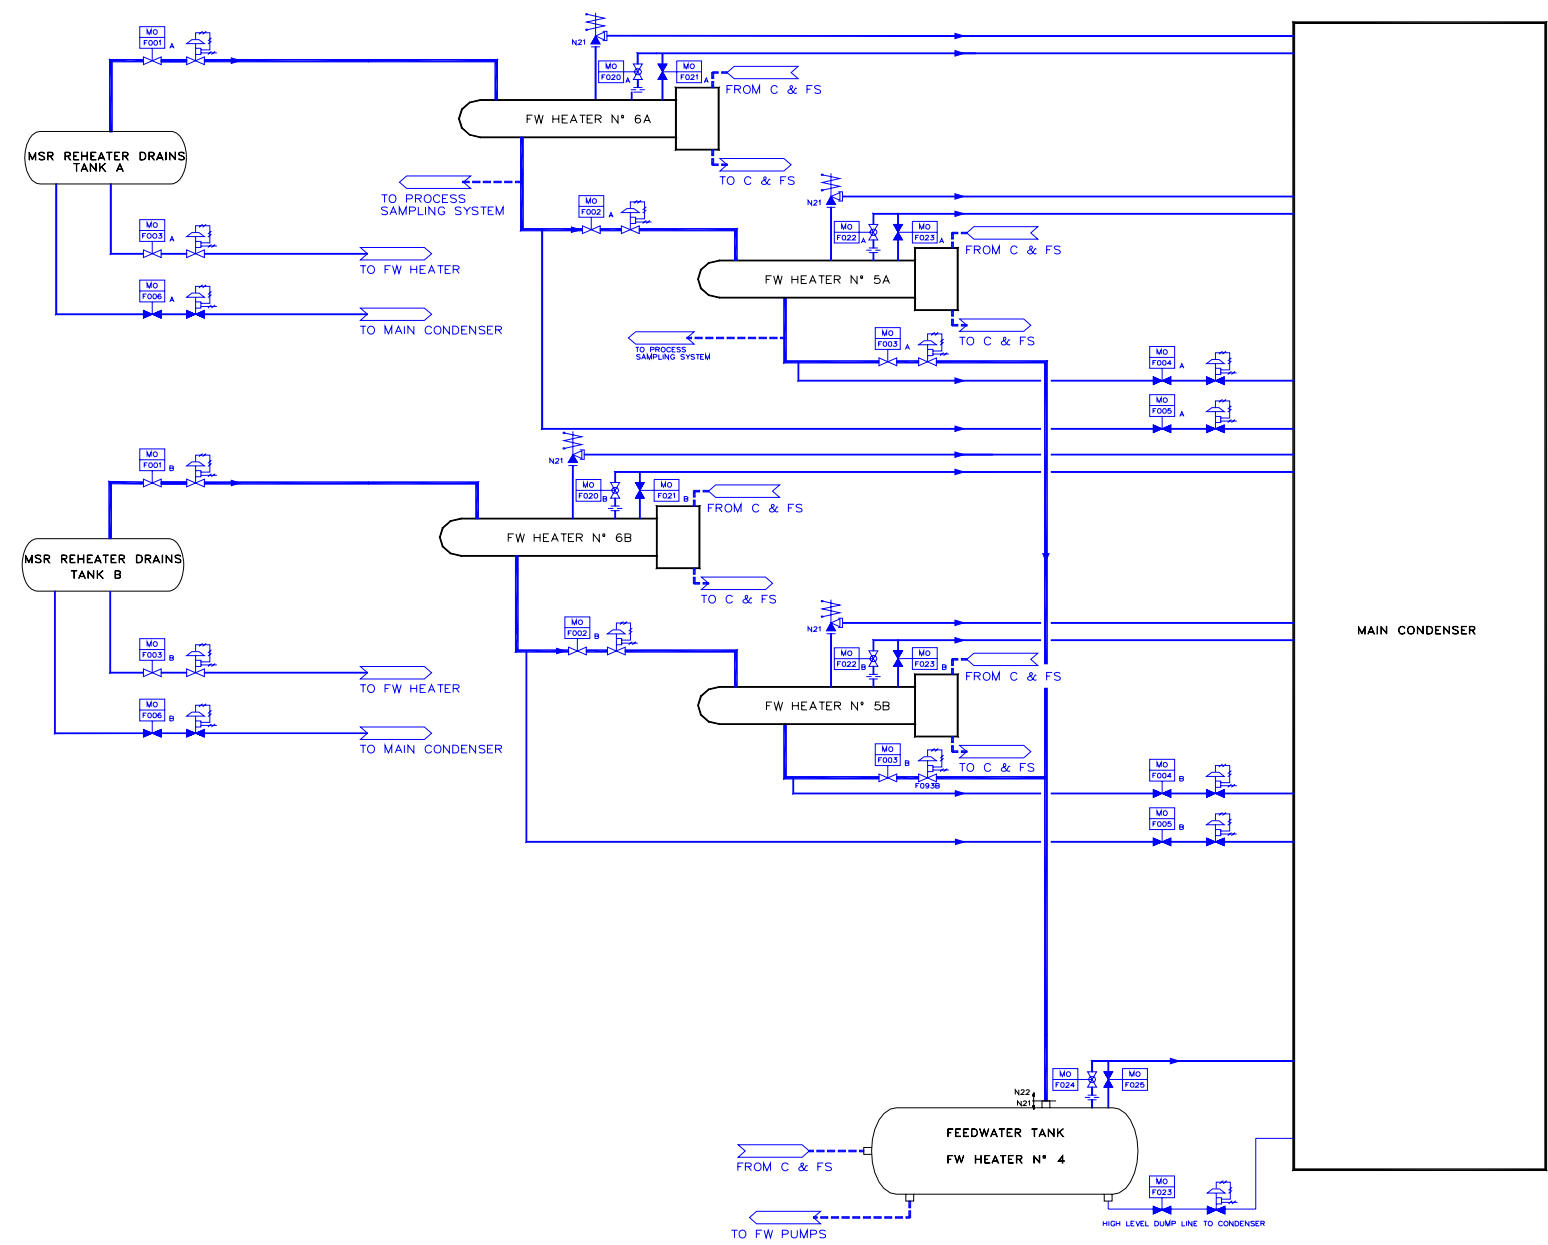 MO
F001 A
N21
MO
F020 A
MO
F021 A
FROM C & FS
FW HEATER N° 6A
MSR REHEATER DRAINS
TANK A
TO C & FS
TO PROCESS
SAMPLING SYSTEM
MO
F002 A
N21
MO
F022 A
MO
F023 A
FROM C & FS
MO
F003 A
TO FW HEATER
FW HEATER N° 5A
MO
F006 A
TO MAIN CONDENSER
TO C & FS
MO
F003 A
TO PROCESS
SAMPLING SYSTEM
MO
F004 A
MO
F005 A
MO
F001 B
N21
MO
F020 B
MO
F021 B
FROM C & FS
FW HEATER N° 6B
MSR REHEATER DRAINS
TANK B
TO C & FS
MO
F002 B
N21
MAIN CONDENSER
MO
F003 B
TO FW HEATER
MO
F022 B
MO
F023 B
FROM C & FS
FW HEATER N° 5B
MO
F006 B
TO MAIN CONDENSER
TO C & FS
MO
F003 B
F093B
MO
F004 B
MO
F005 B
MO
F024
MO
F025
N22
N21
FEEDWATER TANK
FW HEATER N° 4
FROM C & FS
MO
F023
HIGH LEVEL DUMP LINE TO CONDENSER
TO FW PUMPS